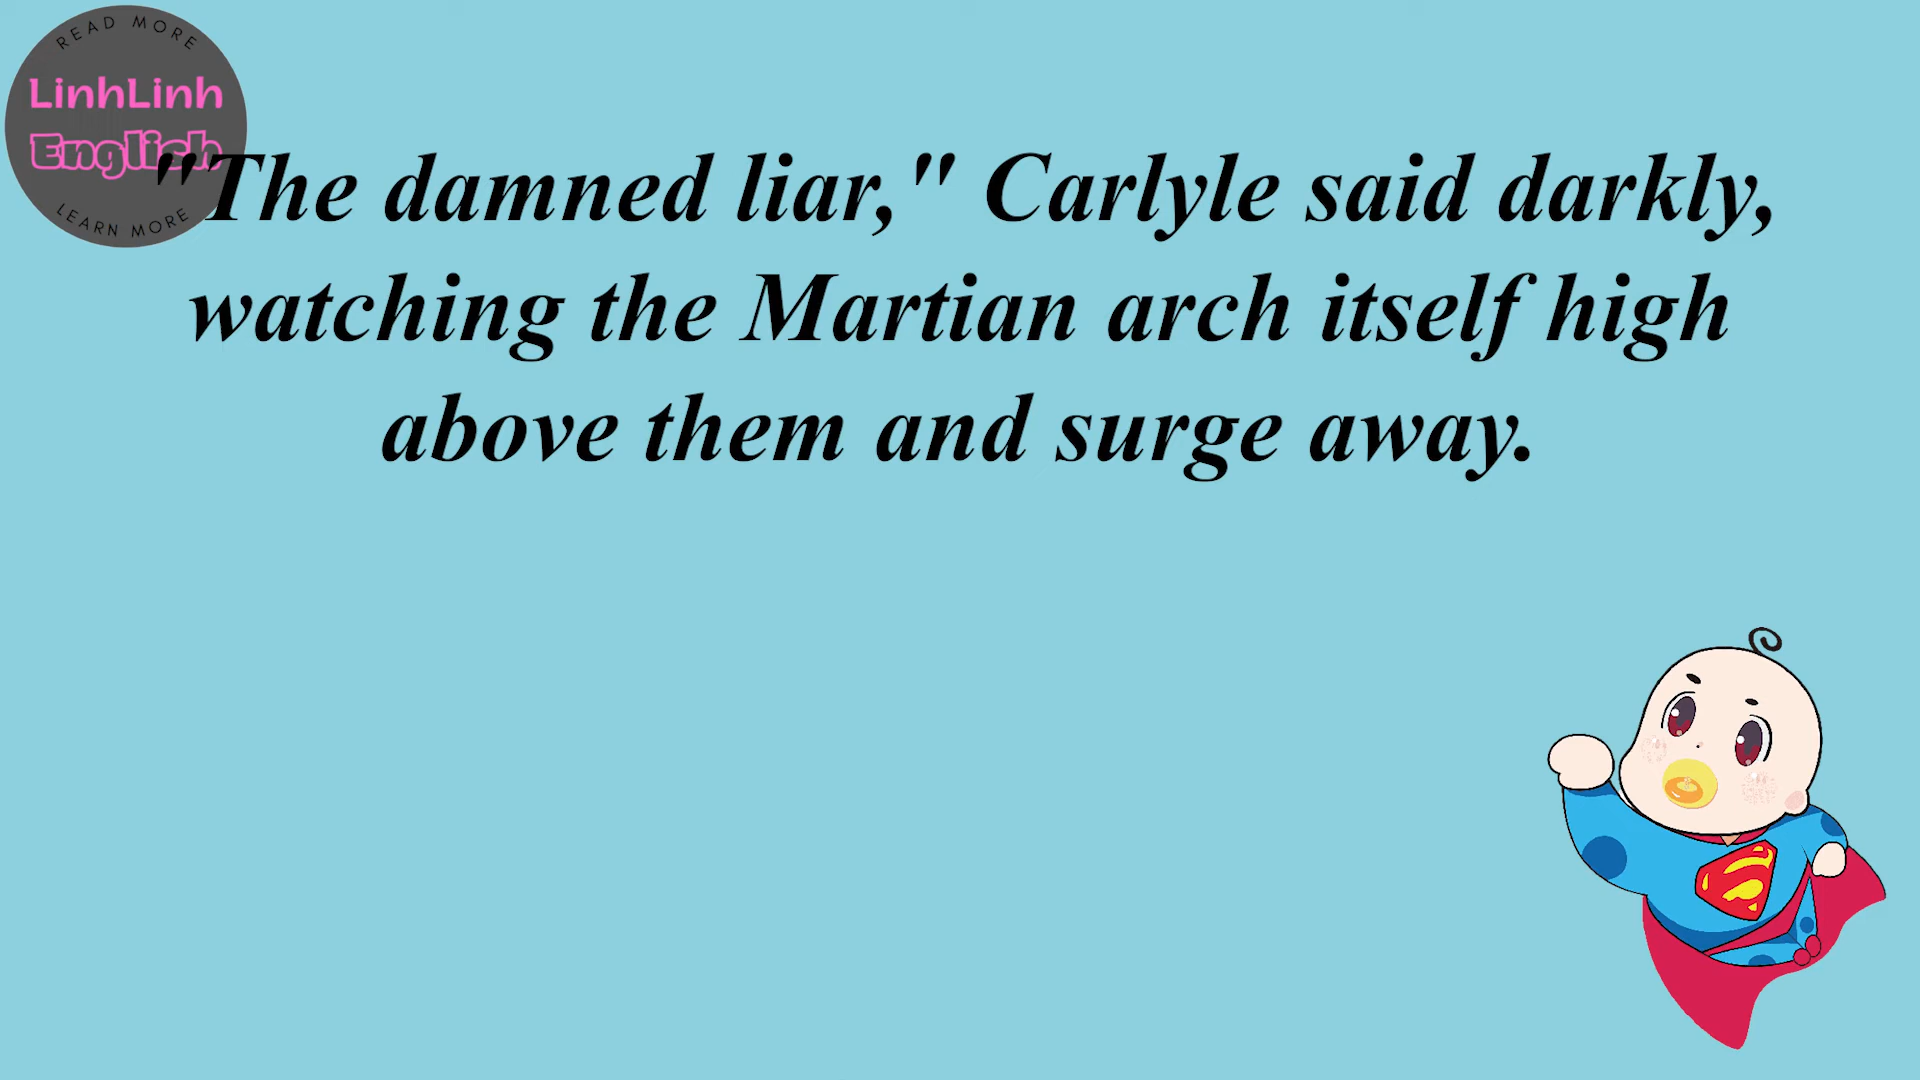 READ MORE
LinhLinh
English
LEARN MORE
"The damned liar," Carlyle said darkly,
watching the Martian arch itself high
above them and surge away.